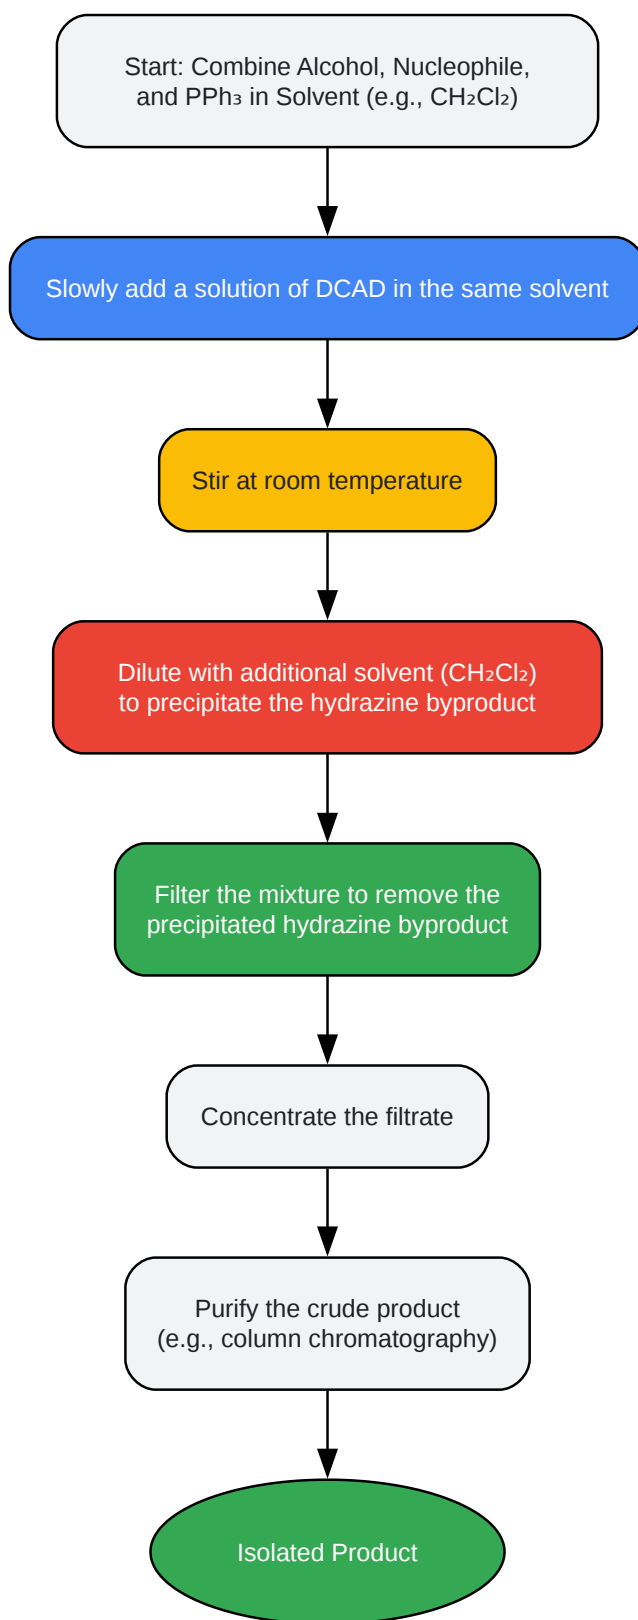 Start: Combine Alcohol, Nucleophile,
and PPh₃ in Solvent (e.g., CH₂Cl₂)
Slowly add a solution of DCAD in the same solvent
Stir at room temperature
Dilute with additional solvent (CH₂Cl₂)
to precipitate the hydrazine byproduct
Filter the mixture to remove the
precipitated hydrazine byproduct
Concentrate the filtrate
Purify the crude product
(e.g., column chromatography)
Isolated Product